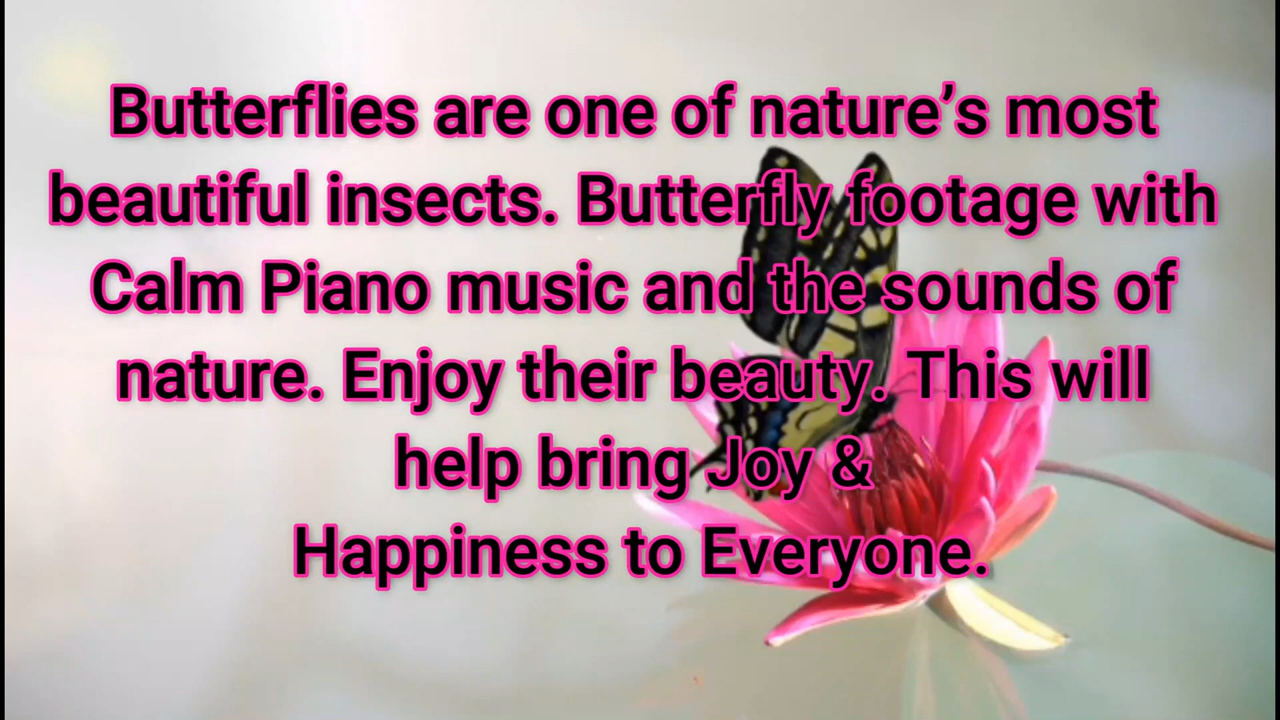 Butterflies are one of nature’s most
beautiful insects. Butterfly footage with
Calm Piano music and the sounds of
nature. Enjoy their beauty. This will
help bring Joy &
Happiness to Everyone.